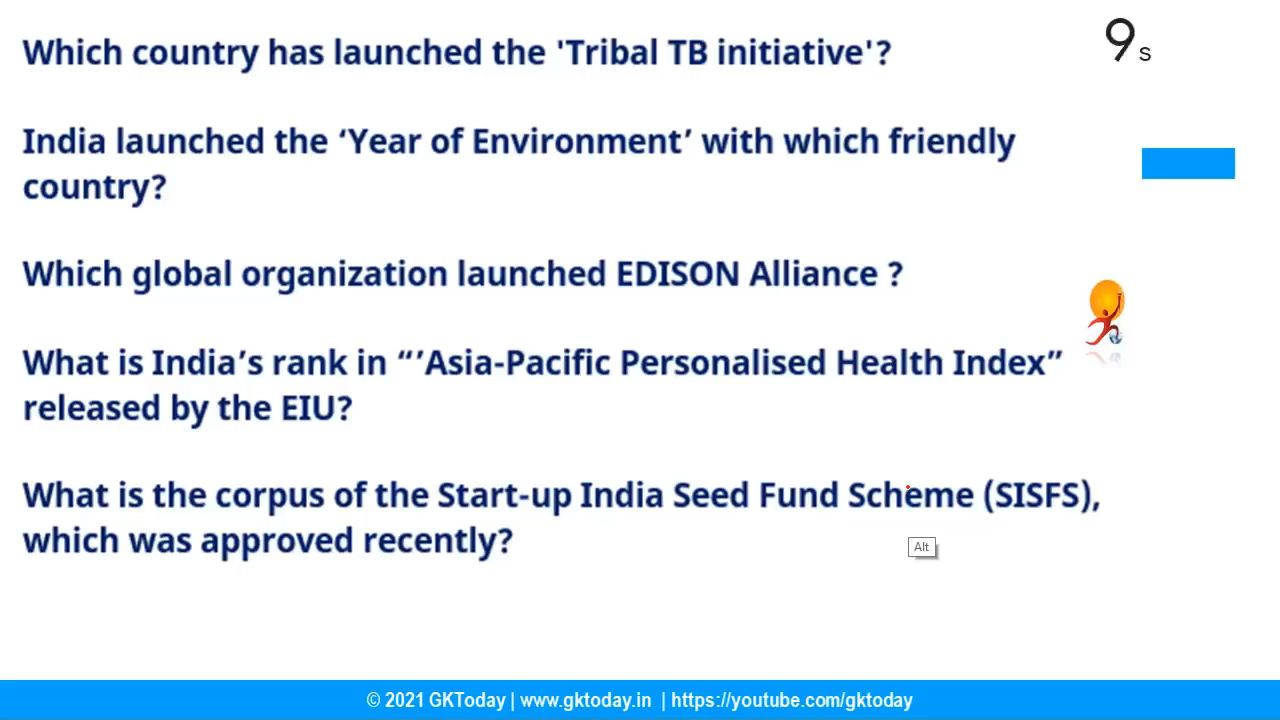 Which country has launched the 'Tribal TB initiative'?
9s
India launched the ‘Year of Environment’ with which friendly
country?
Which global organization launched EDISON Alliance ?
What is India’s rank in “’Asia-Pacific Personalised Health Index”
released by the EIU?
What is the corpus of the Start-up India Seed Fund Scheme (SISFS),
which was approved recently?
Alt
© 2021 GKToday | www.gktoday.in | https://youtube.com/gktoday